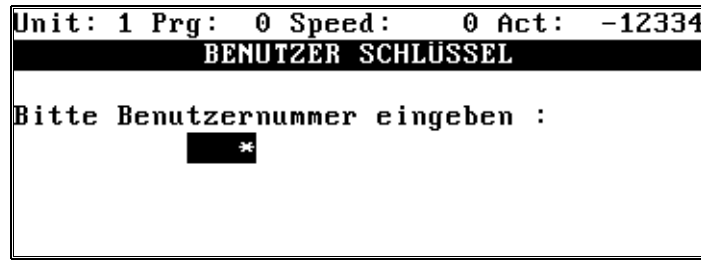 Unit: 1 Prg: 0 Speed: 0 Act: -12334
BENUTZER SCHLÜSSEL
Bitte Benutzernummer eingeben :
*